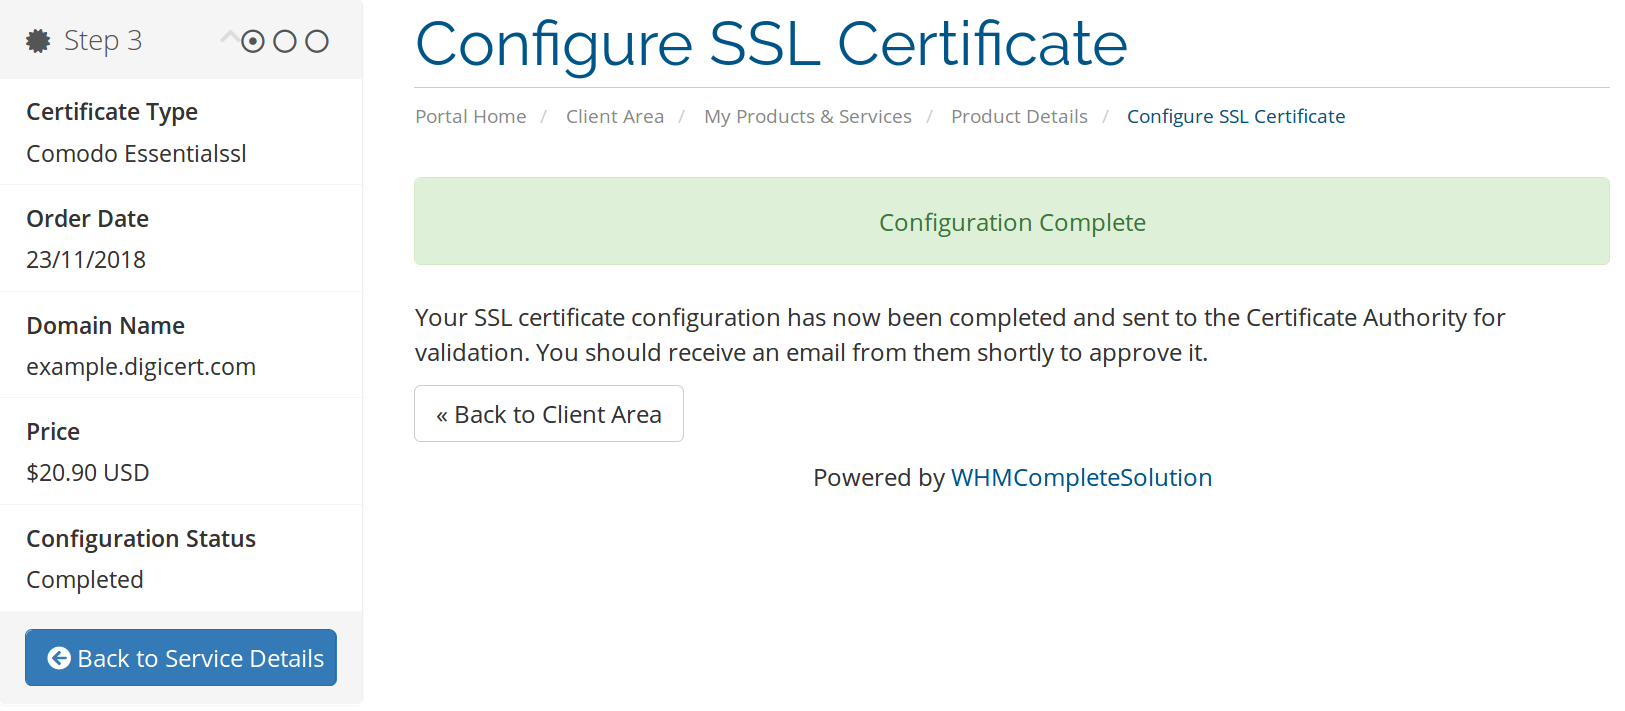 Step 3
Certificate Type
Comodo Essentialssl
Order Date
23/11/2018
Domain Name
example.digicert.com
Price
$20.90 USD
Configuration Status
Completed
Back to Service Details
Configure SSL Certificate
Portal Home / Client Area / My Products & Services / Product Details / Configure SSL Certificate
Configuration Complete
Your SSL certificate configuration has now been completed and sent to the Certificate Authority for
validation. You should receive an email from them shortly to approve it.
« Back to Client Area
Powered by WHMCompleteSolution